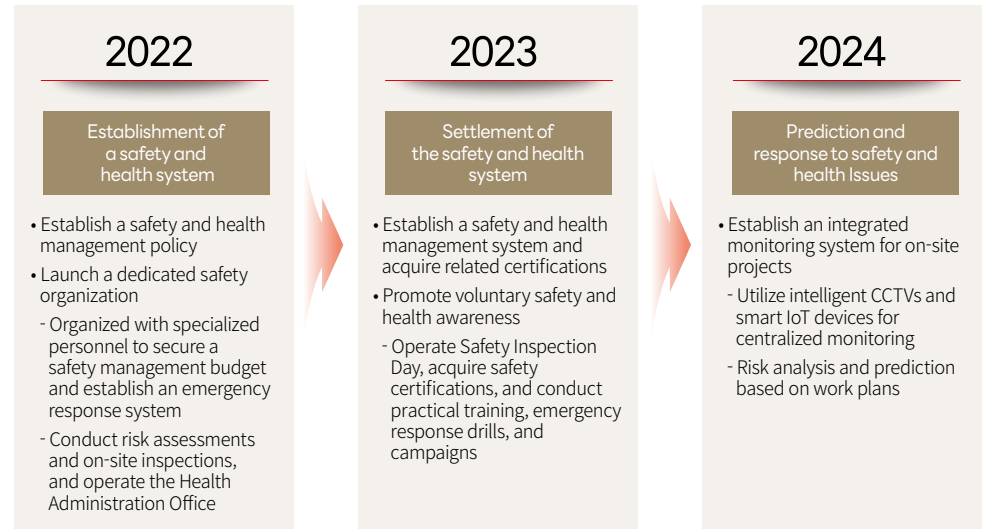 2022
Establishment of
a safety and
health system
• Establish a safety and health
management policy
• Launch a dedicated safety
organization
- Organized with specialized
personnel to secure a
safety management budget
and establish an emergency
response system
- Conduct risk assessments
and on-site inspections,
and operate the Health
Administration Office
2023
Settlement of
the safety and health
system
• Establish a safety and health
management system and
acquire related certifications
• Promote voluntary safety and
health awareness
- Operate Safety Inspection
Day, acquire safety
certifications, and conduct
practical training, emergency
response drills, and
campaigns
2024
Prediction and
response to safety and
health Issues
• Establish an integrated
monitoring system for on-site
projects
- Utilize intelligent CCTVs and
smart IoT devices for
centralized monitoring
- Risk analysis and prediction
based on work plans